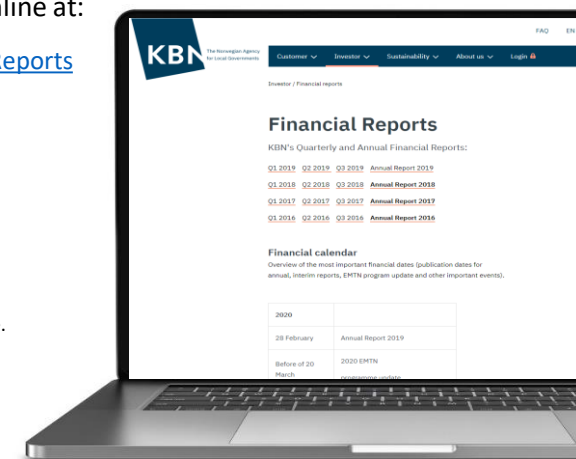 nline at:
Reports
.
KBN
The Norwegian Agency
for Local Governments
FAQ EN
Customer Investor Sustainability About us Login
Investor / Financial reports
Financial Reports
KBN's Quarterly and Annual Financial Reports:
Q1 2019 Q2 2019 Q3 2019 Annual Report 2019
Q1 2018 Q2 2018 Q3 2018 Annual Report 2018
Q1 2017 Q2 2017 Q3 2017 Annual Report 2017
Q1 2016 Q2 2016 Q3 2016 Annual Report 2016
Financial calendar
Overview of the most important financial dates (publication dates for
annual, interim reports, EMTN program update and other important events).
2020
28 February Annual Report 2019
Before of 20 2020 EMTN
March programme update